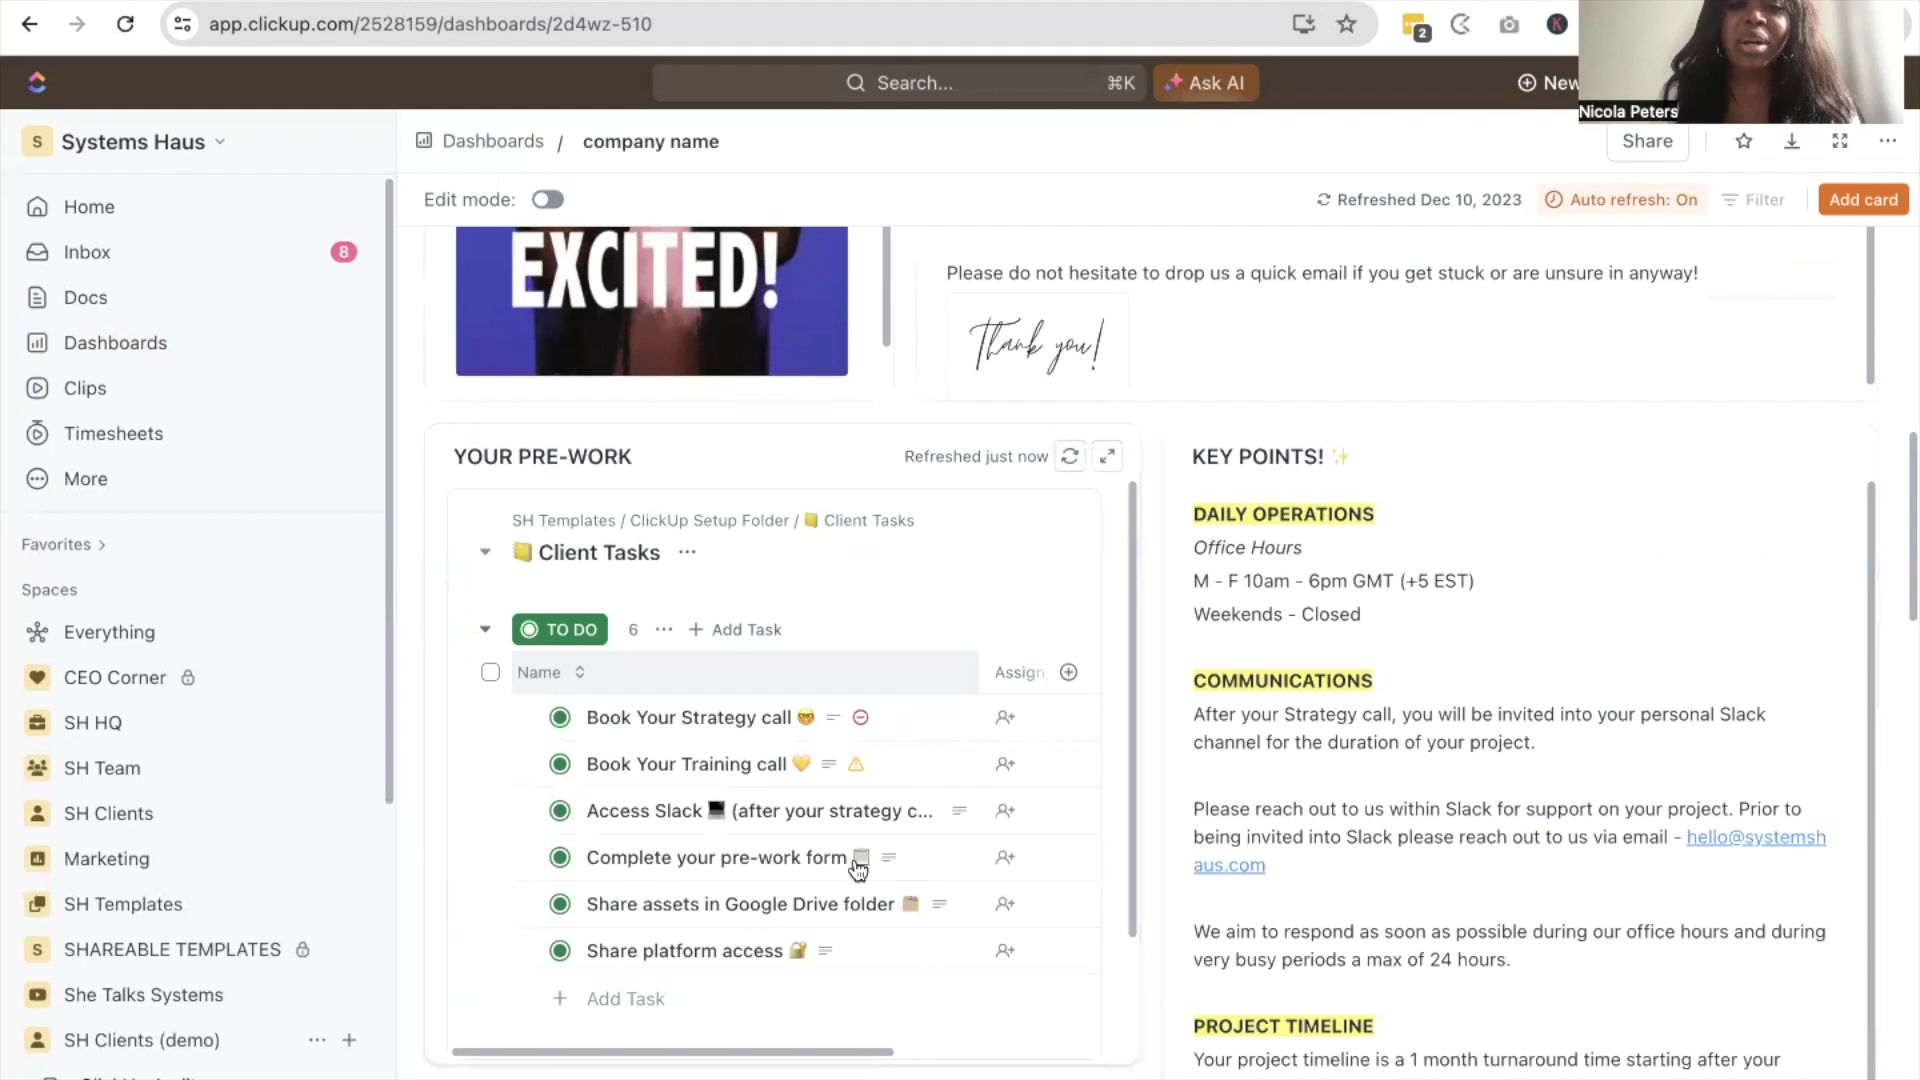 app.clickup.com/2528159/dashboards/2d4wz-510
2
K
Search...
⌘K
Ask AI
New
Nicola Peters
S
Systems Haus
Dashboards / company name
Share
Edit mode:
Refreshed Dec 10, 2023
Auto refresh: On
Filter
Add card
Home
Inbox
8
Docs
Dashboards
Clips
Timesheets
More
Favorites
Spaces
Everything
CEO Corner
SH HQ
SH Team
SH Clients
Marketing
SH Templates
S
SHAREABLE TEMPLATES
She Talks Systems
SH Clients (demo)
EXCITED!
Please do not hesitate to drop us a quick email if you get stuck or are unsure in anyway!
Thank you!
YOUR PRE-WORK
Refreshed just now
SH Templates / ClickUp Setup Folder / 📒 Client Tasks
📒 Client Tasks
TO DO
6
Add Task
Name
Assign
Book Your Strategy call 🤓
Book Your Training call 💛
Access Slack 💻 (after your strategy c...
Complete your pre-work form
Share assets in Google Drive folder
Share platform access 🔐
Add Task
KEY POINTS! ✨
DAILY OPERATIONS
Office Hours
M - F 10am - 6pm GMT (+5 EST)
Weekends - Closed
COMMUNICATIONS
After your Strategy call, you will be invited into your personal Slack
channel for the duration of your project.
Please reach out to us within Slack for support on your project. Prior to
being invited into Slack please reach out to us via email - hello@systemsh
aus.com
We aim to respond as soon as possible during our office hours and during
very busy periods a max of 24 hours.
PROJECT TIMELINE
Your project timeline is a 1 month turnaround time starting after your